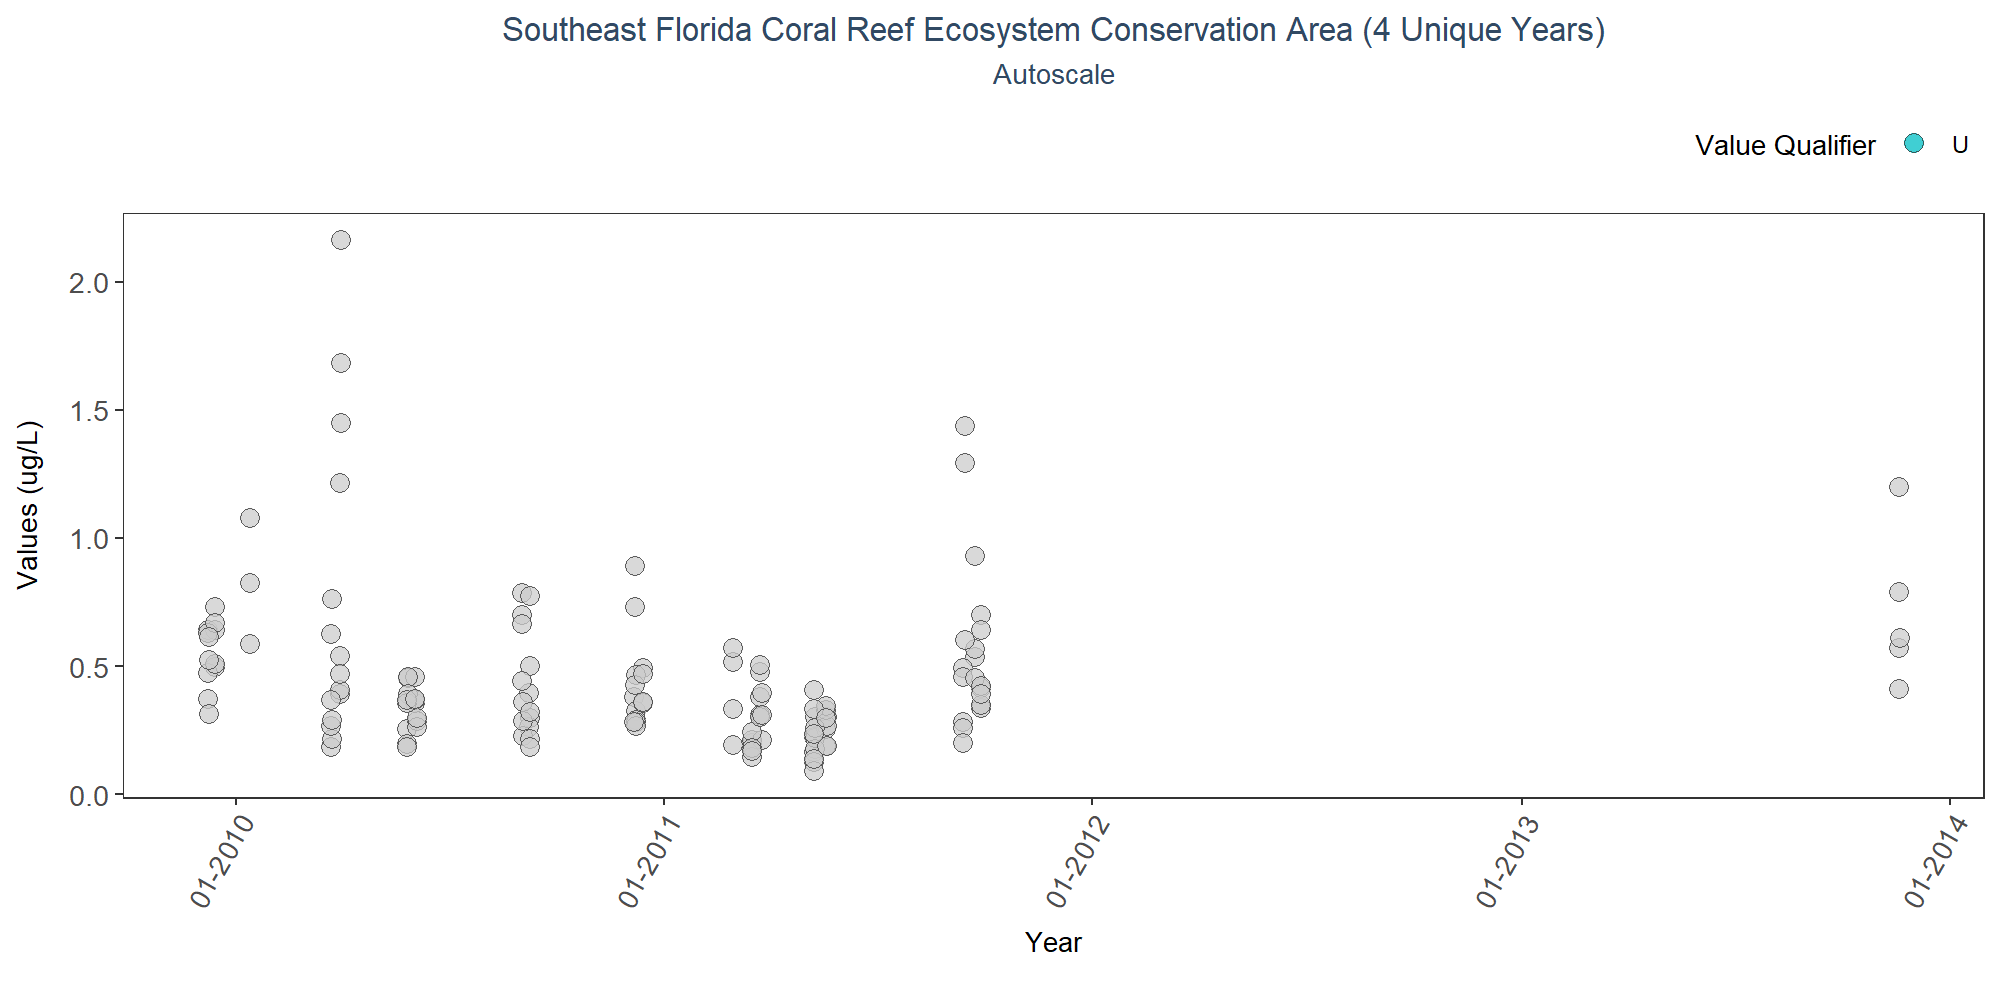 Southeast Florida Coral Reef Ecosystem Conservation Area (4 Unique Years)
Autoscale
Value Qualifier U
Values (ug/L)
2.0
1.5
1.0
0.5
0.0
01-2010
01-2011
01-2012
01-2013
01-2014
Year